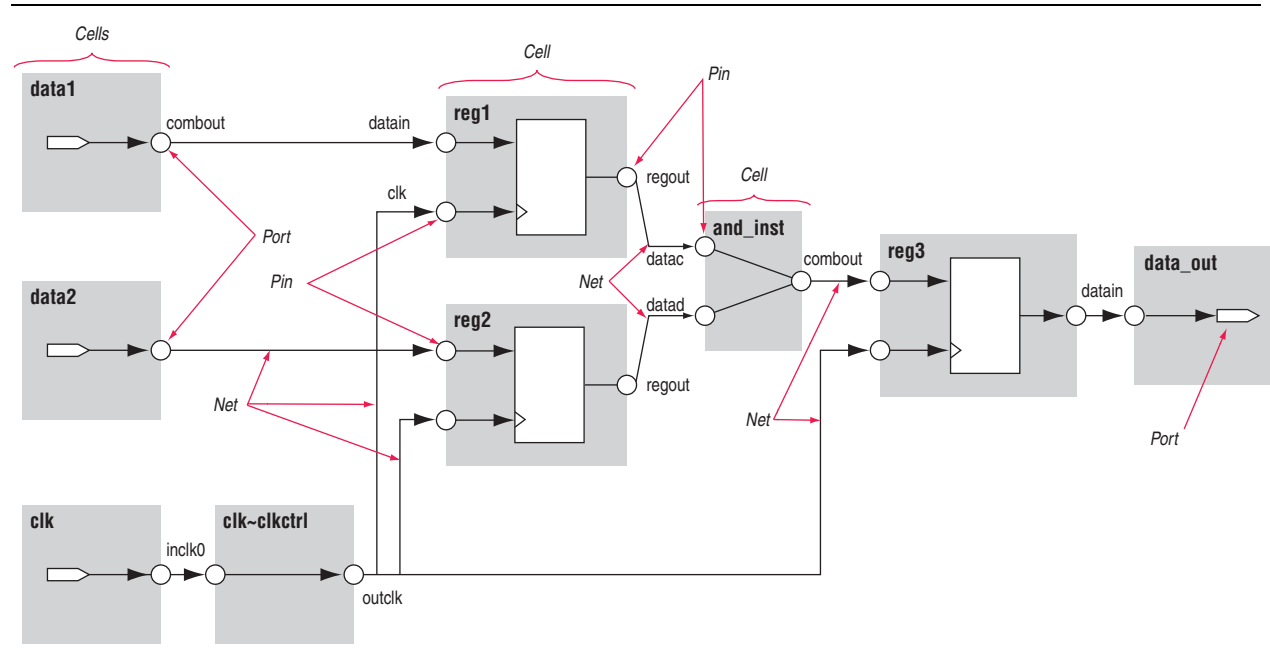 Cells
Cell
Pin
data1
combout
datain
reg1
clk
regout
Cell
Port
Pin
Net
datac
and_inst
combout
reg3
data_out
data2
reg2
datad
datain
regout
Net
Net
Port
clk
clk~clkctrl
inclk0
outclk